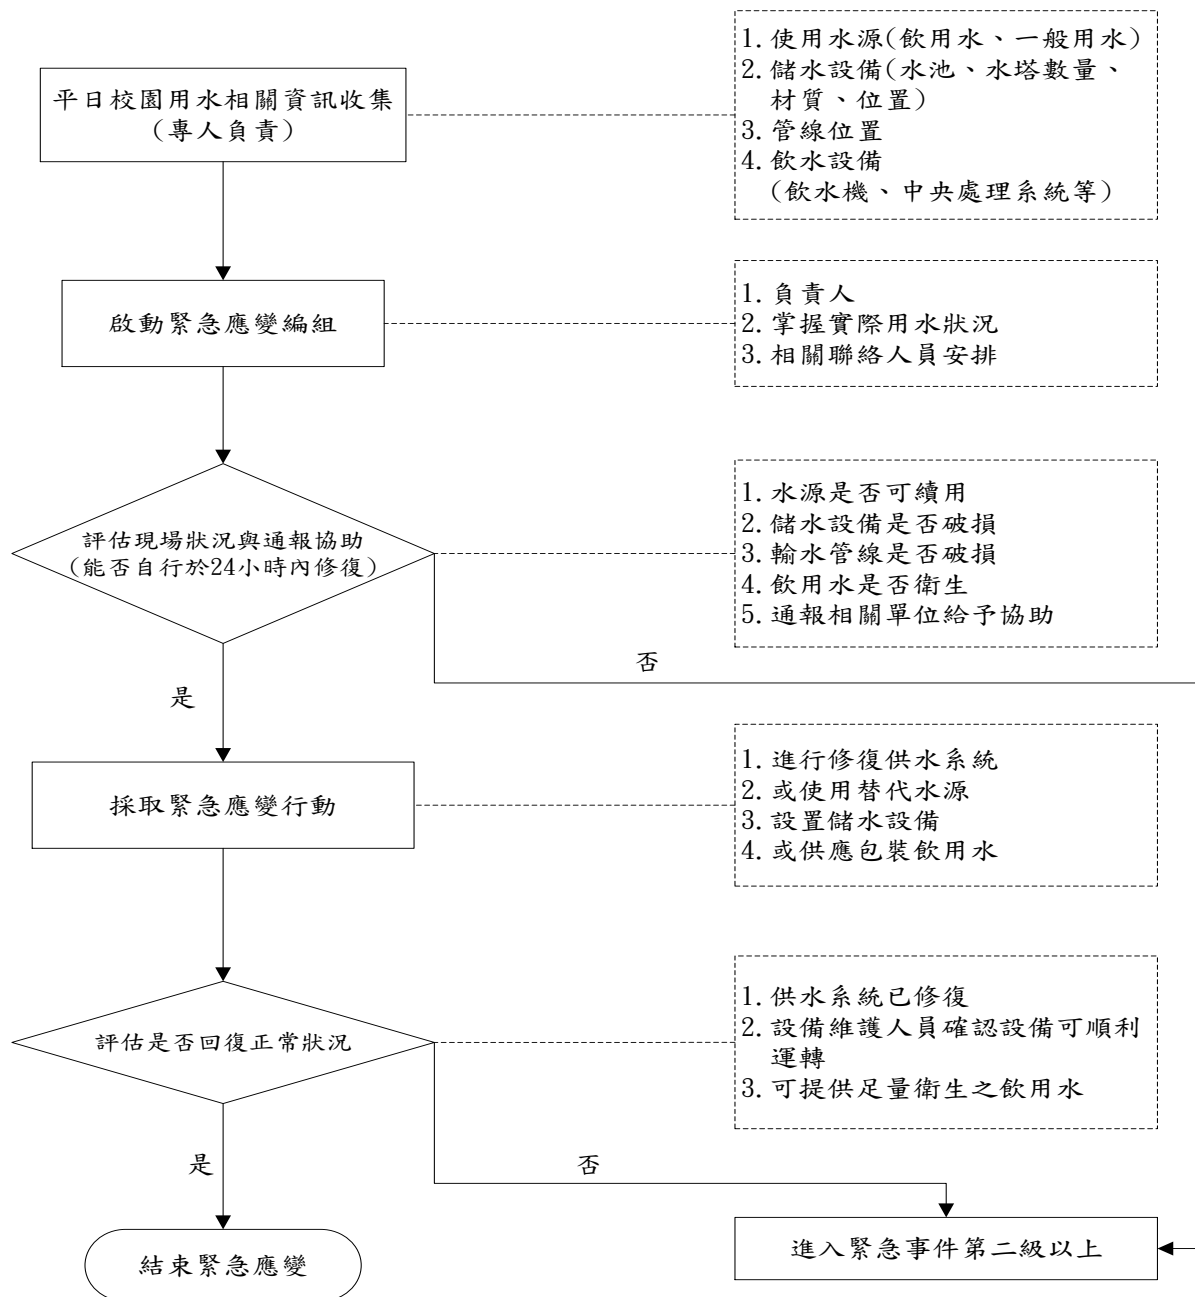 平日校園用水相關資訊收集
(專人負責)
1. 使用水源(飲用水、一般用水)
2. 儲水設備(水池、水塔數量、
材質、位置)
3. 管線位置
4. 飲水設備
(飲水機、中央處理系統等)
啟動緊急應變編組
1. 負責人
2. 掌握實際用水狀況
3. 相關聯絡人員安排
評估現場狀況與通報協助
(能否自行於24小時內修復)
1. 水源是否可續用
2. 儲水設備是否破損
3. 輸水管線是否破損
4. 飲用水是否衛生
5. 通報相關單位給予協助
否
是
採取緊急應變行動
1. 進行修復供水系統
2. 或使用替代水源
3. 設置儲水設備
4. 或供應包裝飲用水
評估是否回復正常狀況
1. 供水系統已修復
2. 設備維護人員確認設備可順利
運轉
3. 可提供足量衛生之飲用水
是
否
結束緊急應變
進入緊急事件第二級以上